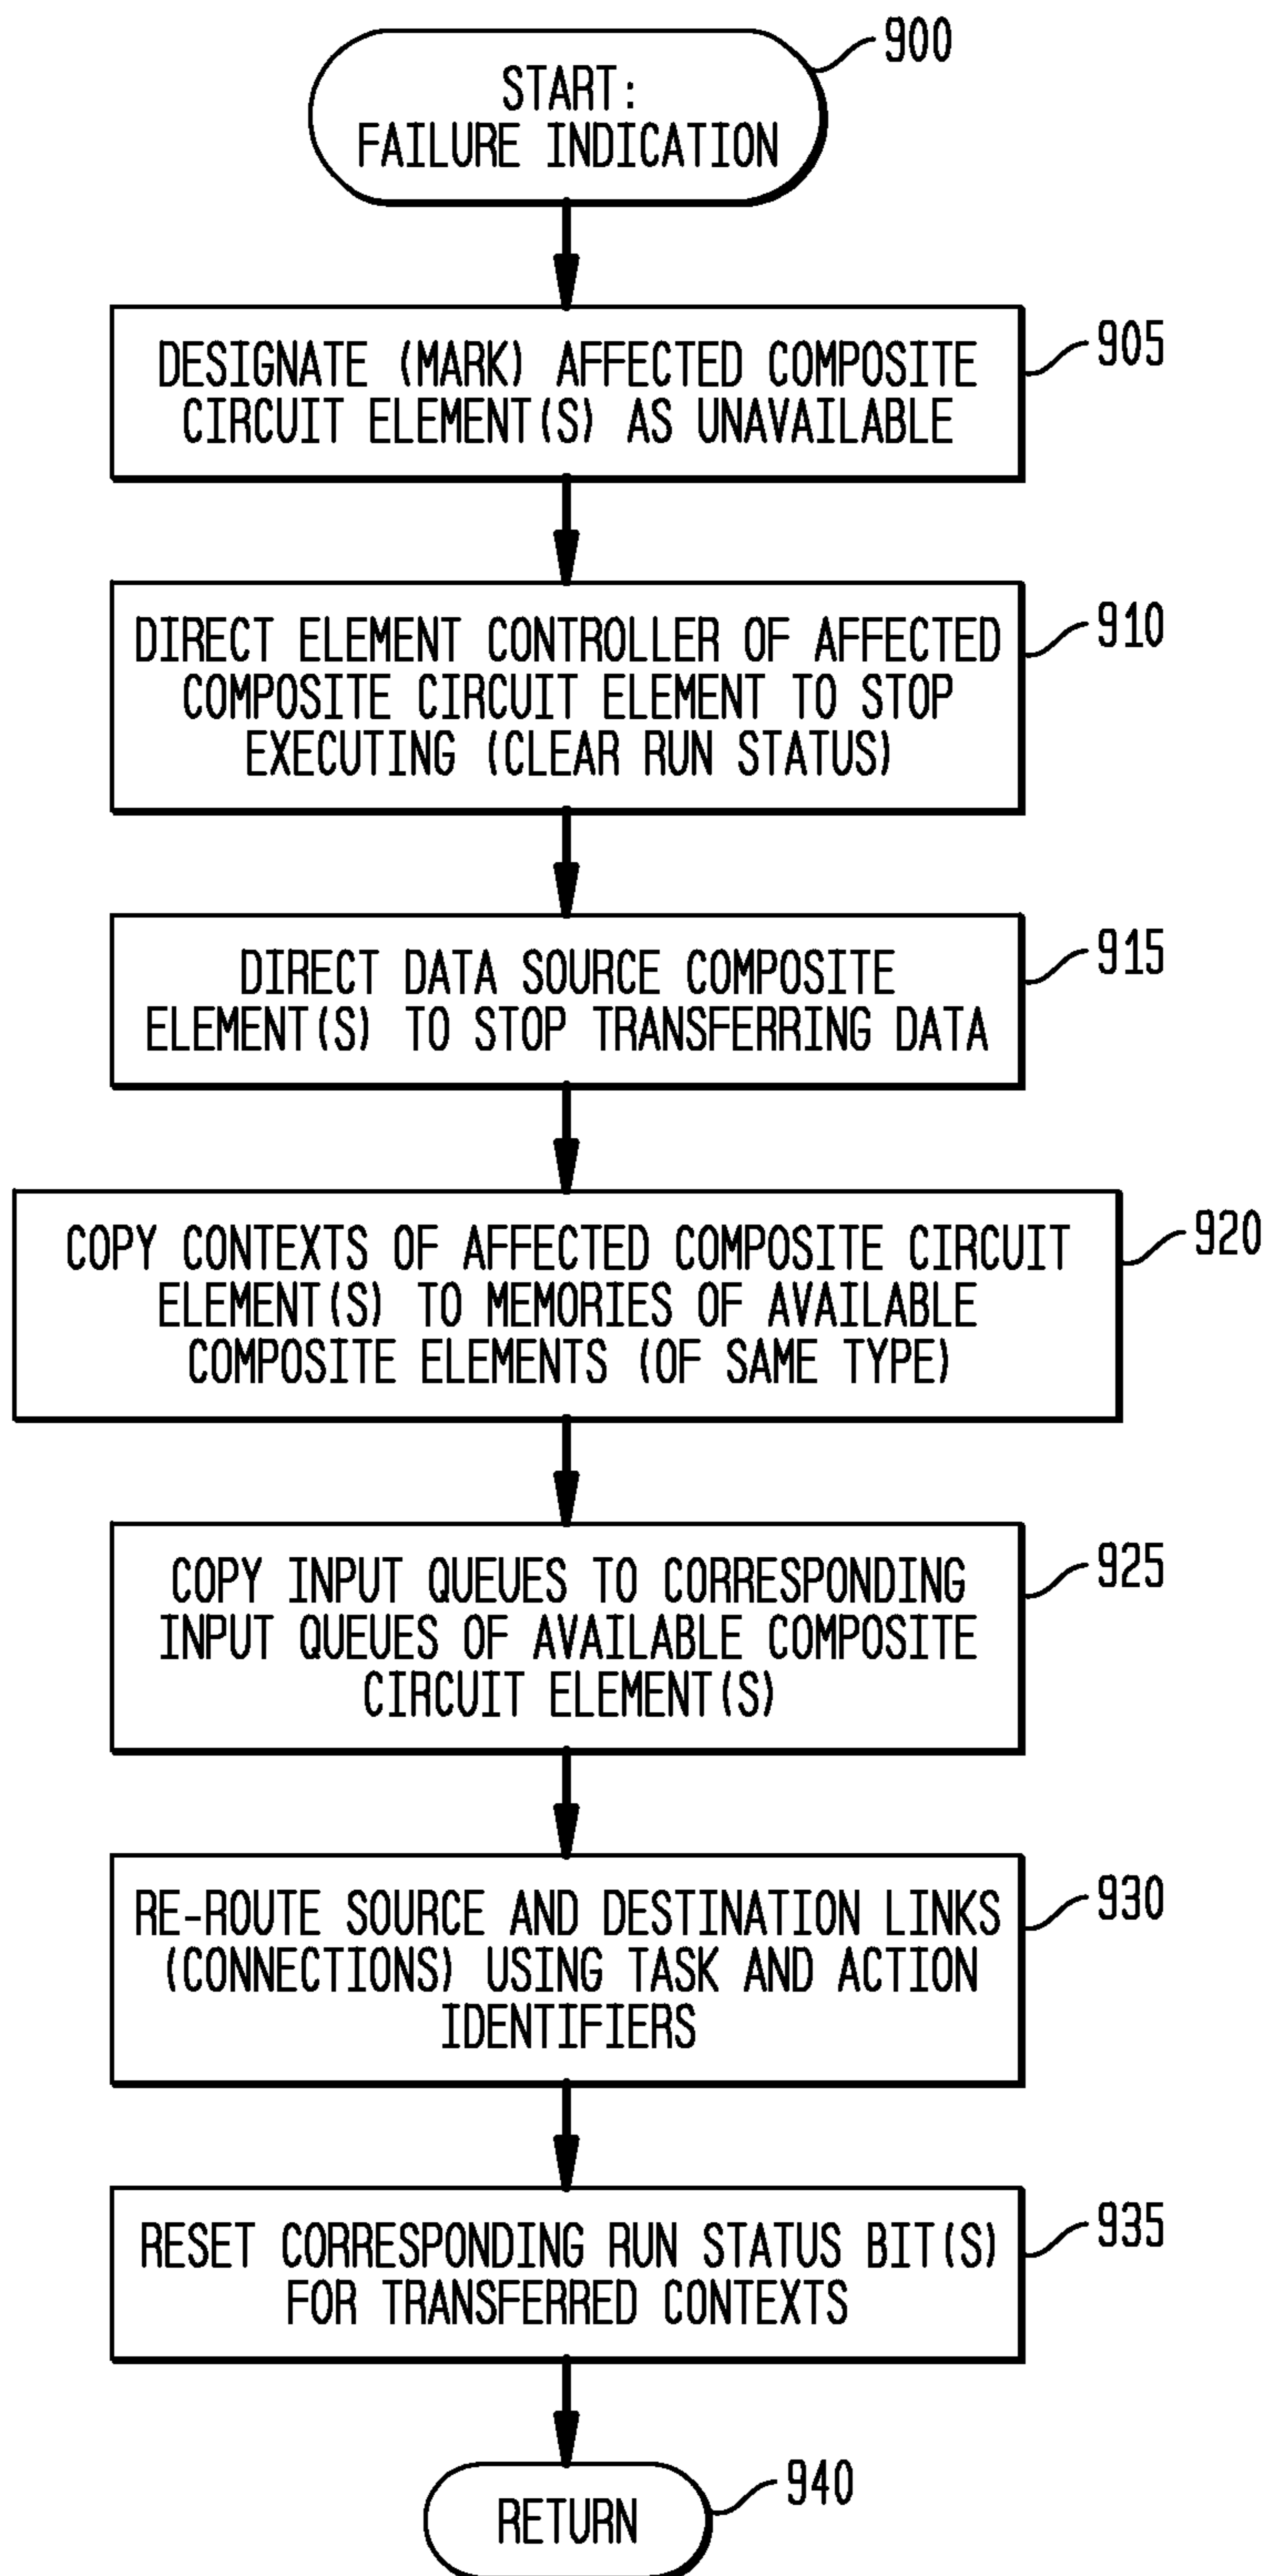 900
START:
FAILURE INDICATION
905
DESIGNATE (MARK) AFFECTED COMPOSITE
CIRCUIT ELEMENT(S) AS UNAVAILABLE
910
DIRECT ELEMENT CONTROLLER OF AFFECTED
COMPOSITE CIRCUIT ELEMENT TO STOP
EXECUTING (CLEAR RUN STATUS)
915
DIRECT DATA SOURCE COMPOSITE
ELEMENT(S) TO STOP TRANSFERRING DATA
920
COPY CONTEXTS OF AFFECTED COMPOSITE CIRCUIT
ELEMENT(S) TO MEMORIES OF AVAILABLE
COMPOSITE ELEMENTS (OF SAME TYPE)
925
COPY INPUT QUEUES TO CORRESPONDING
INPUT QUEUES OF AVAILABLE COMPOSITE
CIRCUIT ELEMENT(S)
930
RE-ROUTE SOURCE AND DESTINATION LINKS
(CONNECTIONS) USING TASK AND ACTION
IDENTIFIERS
935
RESET CORRESPONDING RUN STATUS BIT(S)
FOR TRANSFERRED CONTEXTS
940
RETURN